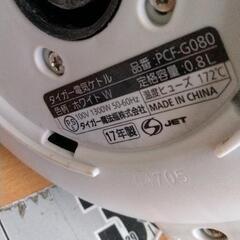 タイガー電気ケトル 品番 PCF-G080
色柄 ホワイトW 定格容量 0.8L
100V 1300W 50-60Hz 温度ヒューズ 172℃
タイガー魔法瓶株式会社 MADE IN CHINA
17年製 JET